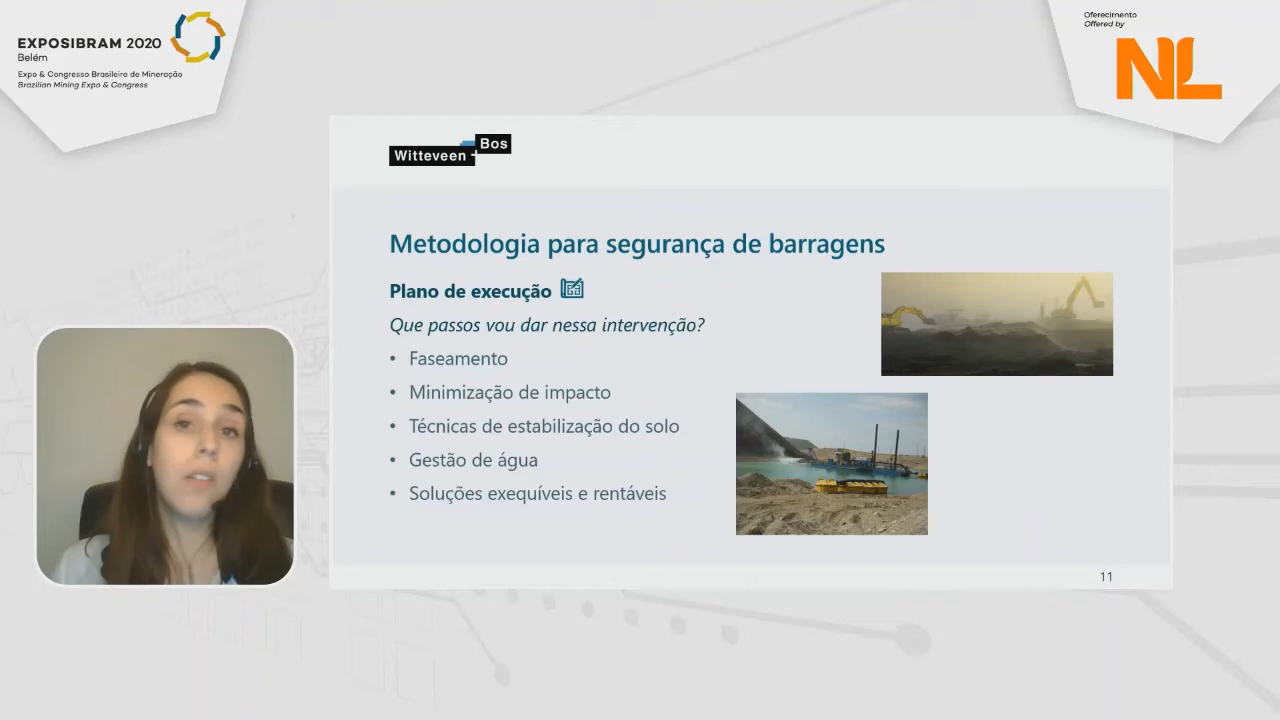 EXPOSIBRAM 2020
Belém
Expo & Congresso Brasileiro de Mineração
Brazilian Mining Expo & Congress
Oferecimento
Offered by
NL
Witteveen + Bos
Metodologia para segurança de barragens
Plano de execução
Que passos vou dar nessa intervenção?
• Faseamento
• Minimização de impacto
• Técnicas de estabilização do solo
• Gestão de água
• Soluções exequíveis e rentáveis
11